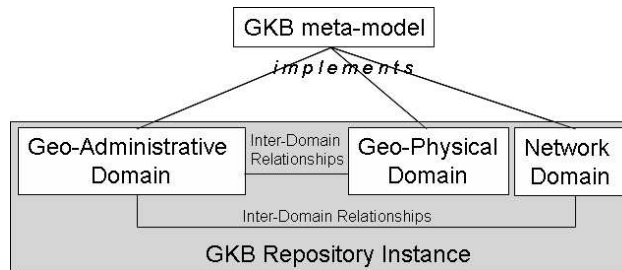 GKB meta-model
implements
Geo-Administrative
Domain
Inter-Domain
Relationships
Geo-Physical
Domain
Network
Domain
Inter-Domain Relationships
GKB Repository Instance